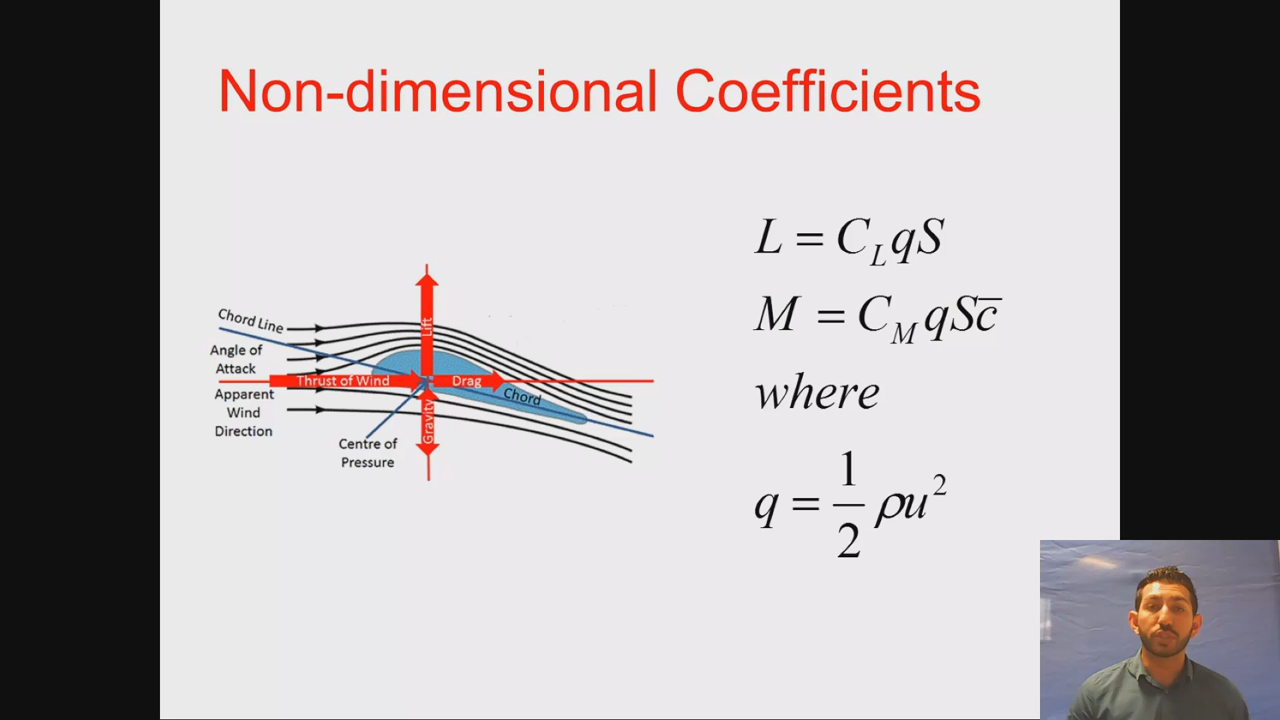 Non-dimensional Coefficients
L = C_L qS
M = C_M qSc̅
where
q = 1/2 ρu²
Chord Line
Angle of
Attack
Apparent
Wind
Direction
Thrust of Wind
Lift
Drag
Gravity
Chord
Centre of
Pressure